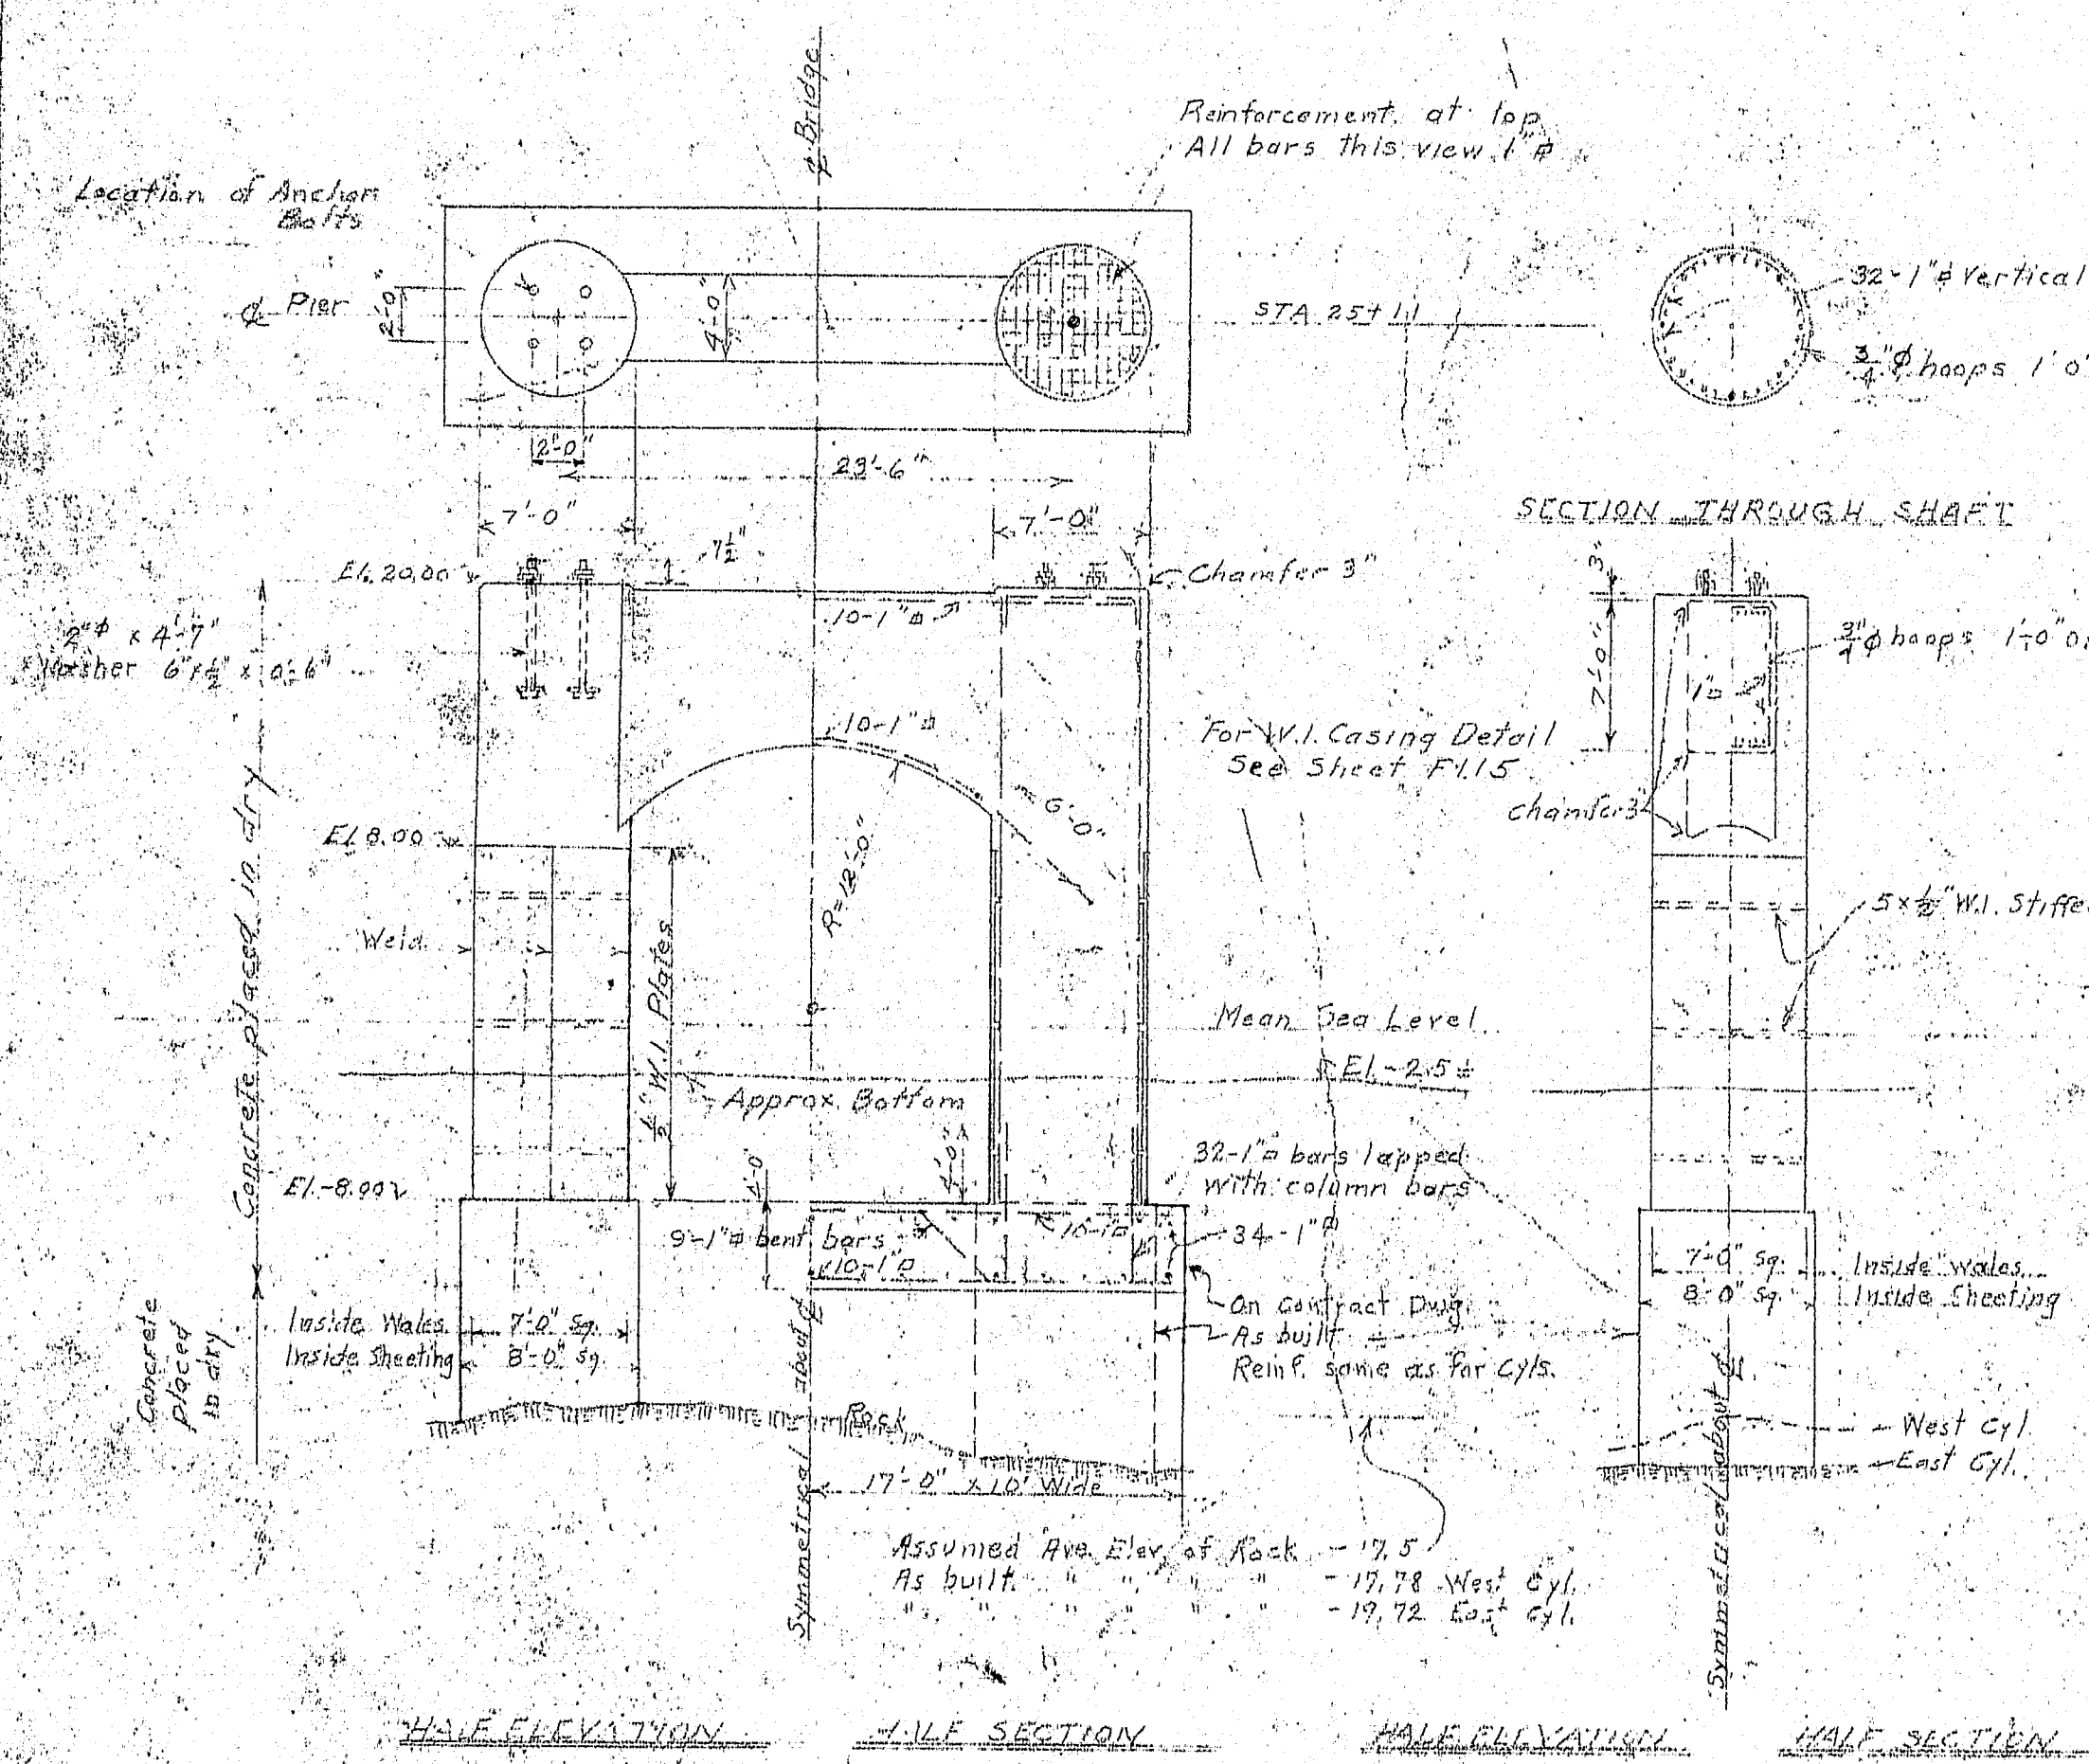 ℄ Bridge
Reinforcement at top
All bars this view 1"⌀
Location of Anchor
Bolts
℄ Pier
2'-0"
4'-0"
STA 25+11
32-1"⌀ Vertical
3/4"⌀ hoops 1'0"
2'-0"
23'-6"
7'-0"
7'-0"
7½"
SECTION THROUGH SHAFT
El. 20.00
Chamfer 3"
3"
10-1"⌀
2"⌀ x 4'-7"
Washer 6"x½" x 0'-6"
3/4"⌀ hoops 1'-0" O.
7'-0"
1"
10-1"⌀
For W.I. Casing Detail
See Sheet F1.15
6'-0"
Chamfer 3"
El. 8.00
R=12'-0"
5x½" W.I. Stiffe
Weld
½" W.I. Plates
Concrete placed in dry
Mean Sea Level
El. -2.5±
Approx. Bottom
4'-0"
4'-0"
32-1"⌀ bars lapped
with column bars
El. -8.00
9-1"⌀ bent bars
10-1"⌀
34-1"⌀
10-1"⌀
7'-0" Sq. Inside Wales
8'-0" Sq. Inside Sheeting
On Contract Dwg.
As built
Reinf. same as for Cyls.
Inside Wales 7'-0" Sq.
Inside Sheeting 8'-0" Sq.
Concrete
Placed
in dry
Rock
West Cyl.
East Cyl.
17'-0" x 10' Wide
Symmetrical about ℄
Symmetrical about ℄
Assumed Ave. Elev. of Rock -17.5
As built " " " " -17.78 West Cyl.
" " " " " " -19.72 East Cyl.
HALF ELEVATION
HALF SECTION
HALF ELEVATION
HALF SECTION